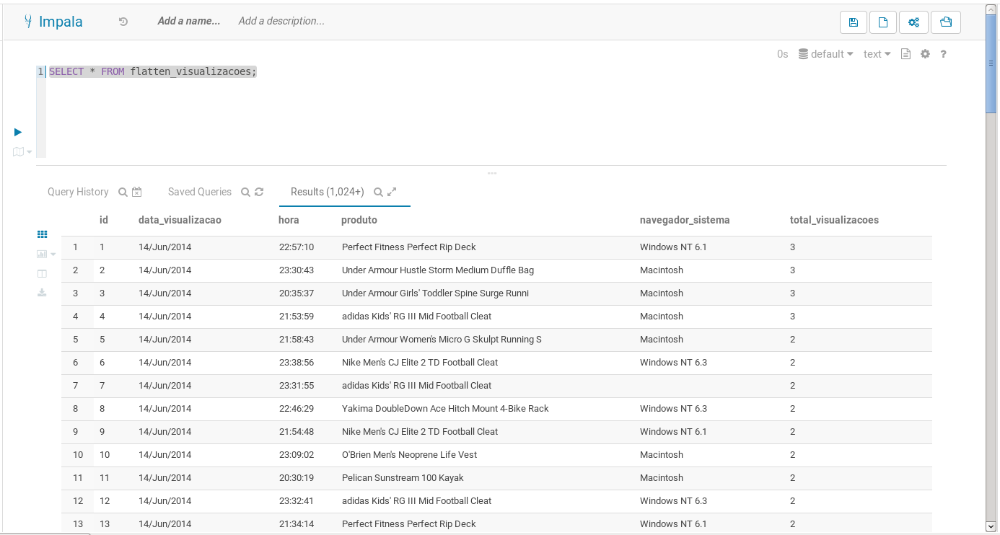 Impala Add a name... Add a description...
0s default text ?
1 SELECT * FROM flatten_visualizacoes;
Query History Saved Queries Results (1,024+)
id data_visualizacao hora produto navegador_sistema total_visualizacoes
1 1 14/Jun/2014 22:57:10 Perfect Fitness Perfect Rip Deck Windows NT 6.1 3
2 2 14/Jun/2014 23:30:43 Under Armour Hustle Storm Medium Duffle Bag Macintosh 3
3 3 14/Jun/2014 20:35:37 Under Armour Girls' Toddler Spine Surge Runni Macintosh 3
4 4 14/Jun/2014 21:53:59 adidas Kids' RG III Mid Football Cleat Macintosh 3
5 5 14/Jun/2014 21:58:43 Under Armour Women's Micro G Skulpt Running S Macintosh 2
6 6 14/Jun/2014 23:38:56 Nike Men's CJ Elite 2 TD Football Cleat Windows NT 6.3 2
7 7 14/Jun/2014 23:31:55 adidas Kids' RG III Mid Football Cleat 2
8 8 14/Jun/2014 22:46:29 Yakima DoubleDown Ace Hitch Mount 4-Bike Rack Windows NT 6.3 2
9 9 14/Jun/2014 21:54:48 Nike Men's CJ Elite 2 TD Football Cleat Windows NT 6.1 2
10 10 14/Jun/2014 23:09:02 O'Brien Men's Neoprene Life Vest Macintosh 2
11 11 14/Jun/2014 20:30:19 Pelican Sunstream 100 Kayak Macintosh 2
12 12 14/Jun/2014 23:32:41 adidas Kids' RG III Mid Football Cleat Windows NT 6.3 2
13 13 14/Jun/2014 21:34:14 Perfect Fitness Perfect Rip Deck Windows NT 6.1 2